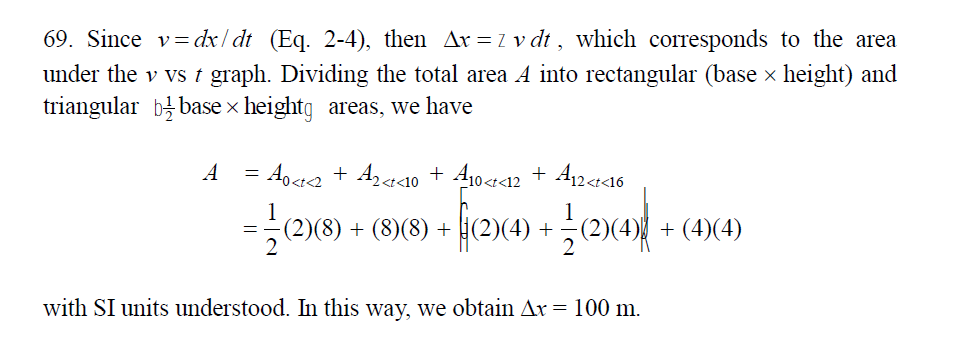 69. Since v = dx / dt (Eq. 2-4), then Δx = z v dt , which corresponds to the area
under the v vs t graph. Dividing the total area A into rectangular (base × height) and
triangular b½ base × heightg areas, we have
A = A0<t<2 + A2<t<10 + A10<t<12 + A12<t<16
= 1/2 (2)(8) + (8)(8) + [(2)(4) + 1/2 (2)(4)] + (4)(4)
with SI units understood. In this way, we obtain Δx = 100 m.